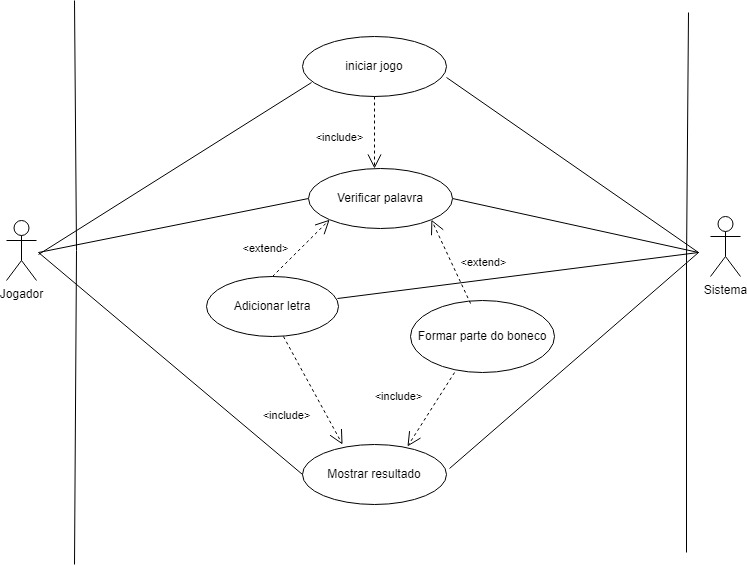 iniciar jogo
<include>
Verificar palavra
<extend>
<extend>
Jogador
Sistema
Adicionar letra
Formar parte do boneco
<include>
<include>
Mostrar resultado